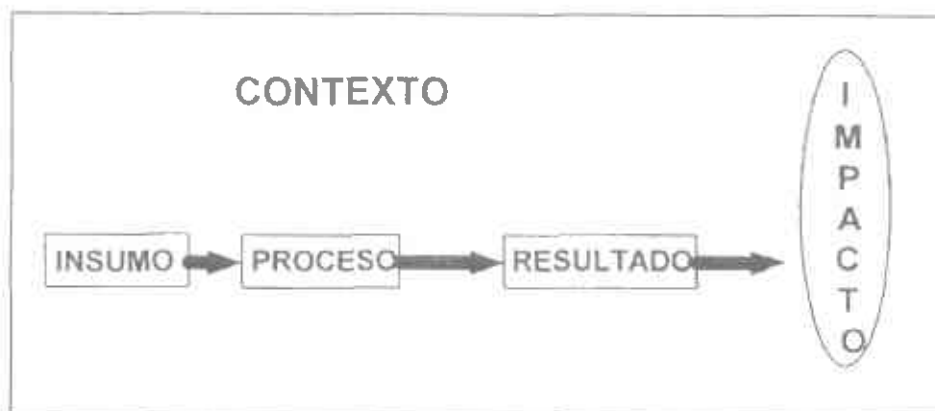 CONTEXTO
INSUMO
PROCESO
RESULTADO
IMPACTO